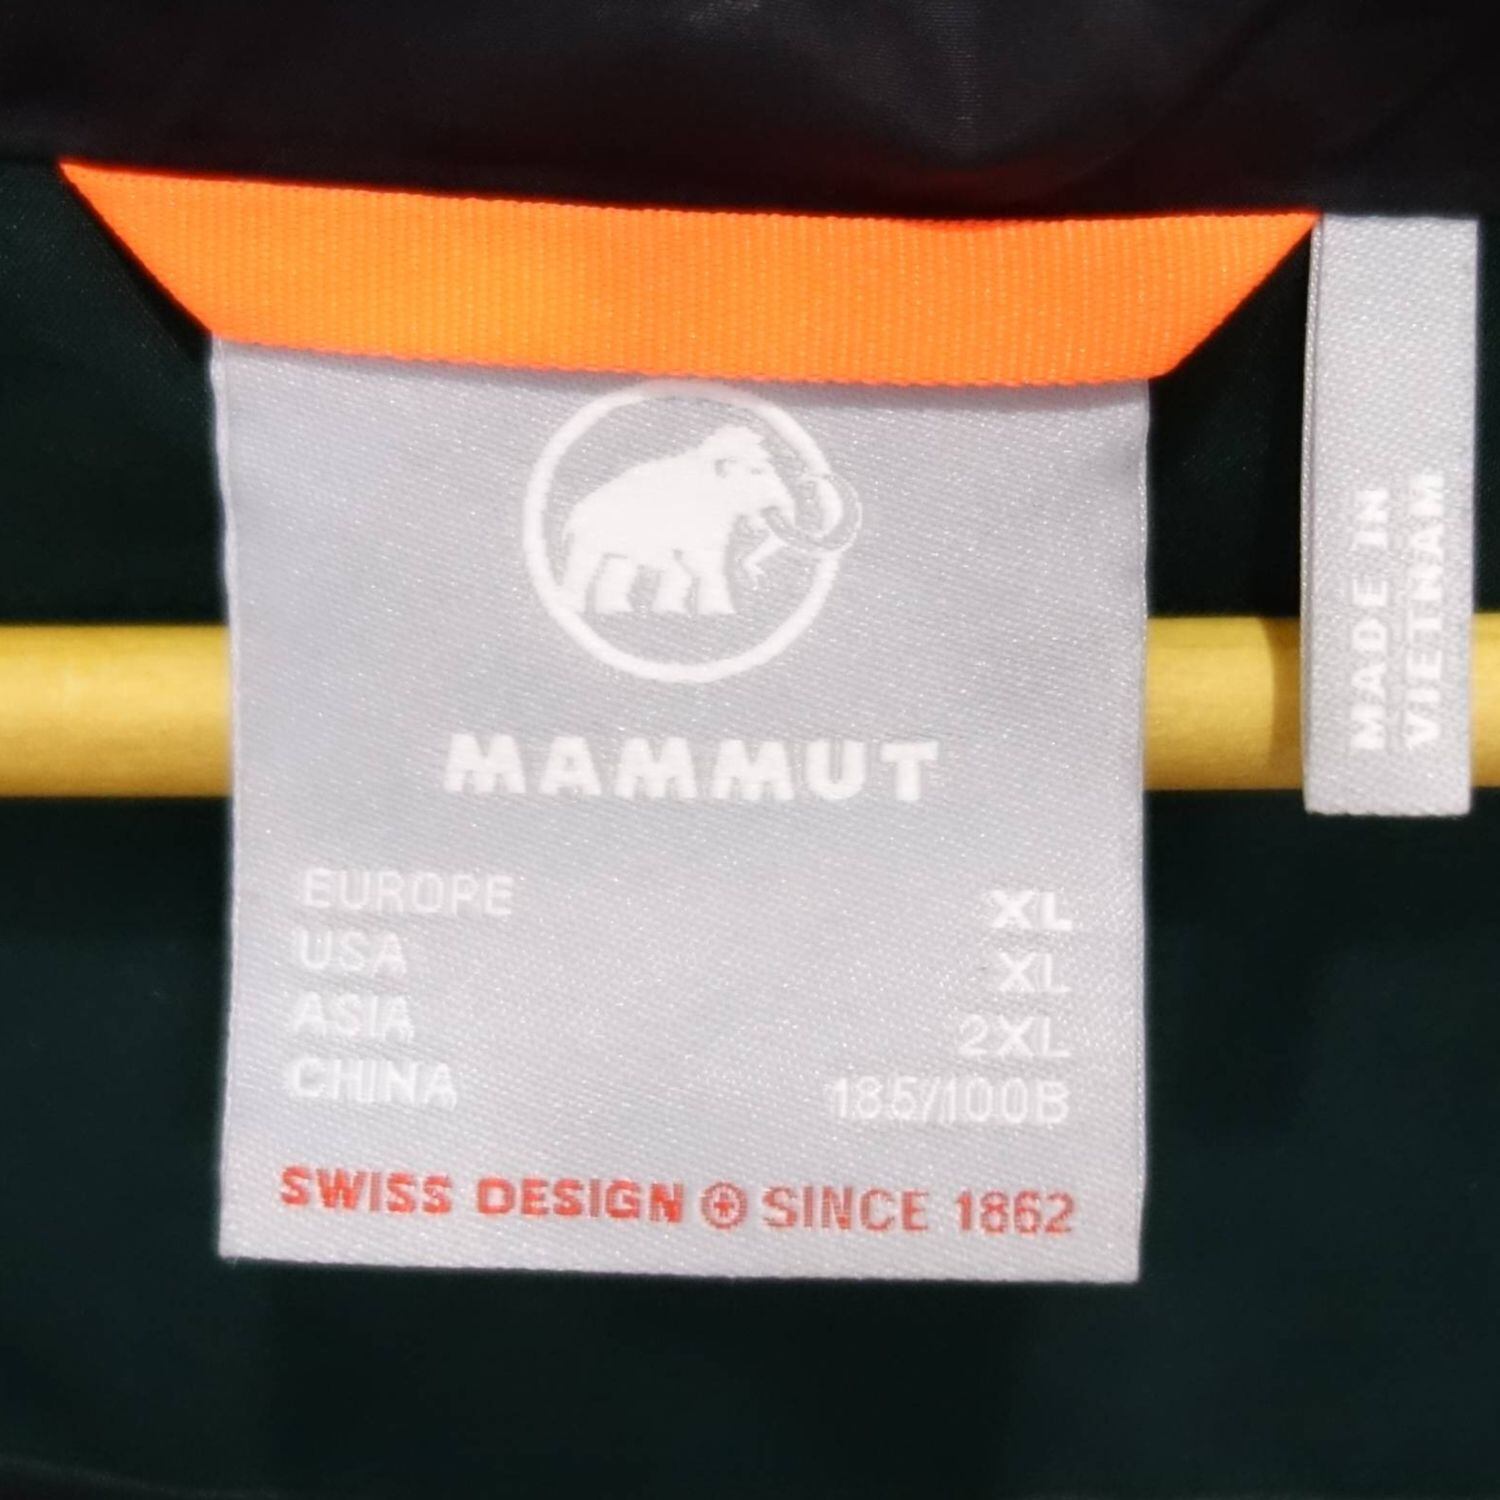 MAMMUT
EUROPE XL
USA XL
ASIA 2XL
CHINA 185/100B
SWISS DESIGN SINCE 1862
MADE IN
VIETNAM